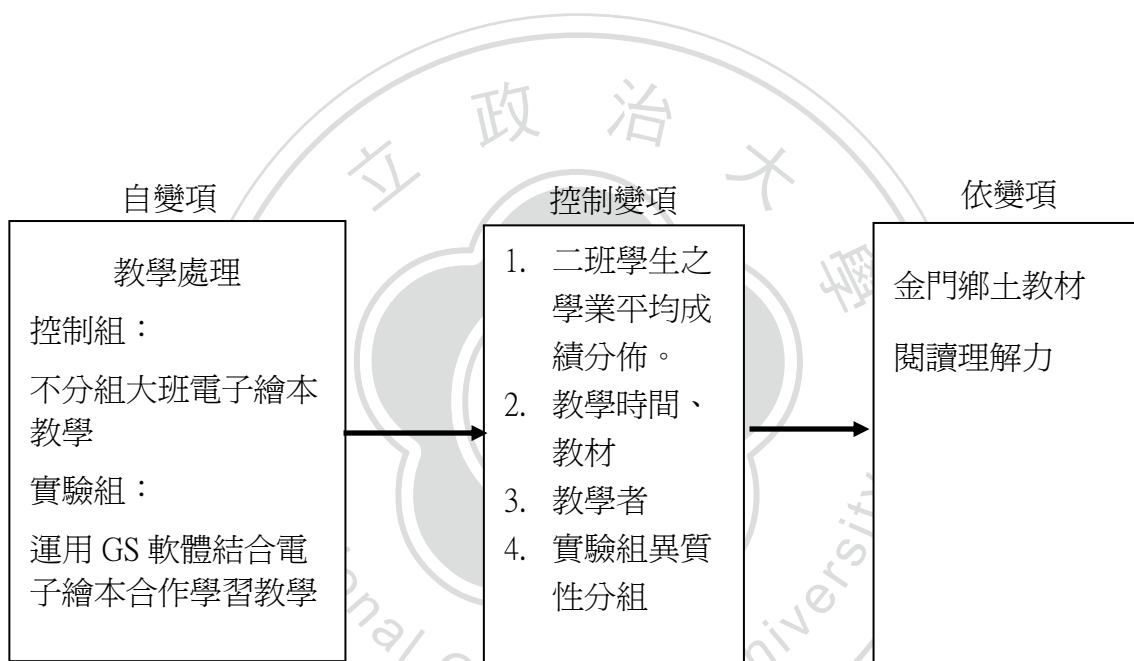 立 政 治 大 學
自變項
教學處理
控制組：
不分組大班電子繪本
教學
實驗組：
運用 GS 軟體結合電
子繪本合作學習教學
控制變項
1. 二班學生之
學業平均成
績分佈。
2. 教學時間、
教材
3. 教學者
4. 實驗組異質
性分組
依變項
金門鄉土教材
閱讀理解力